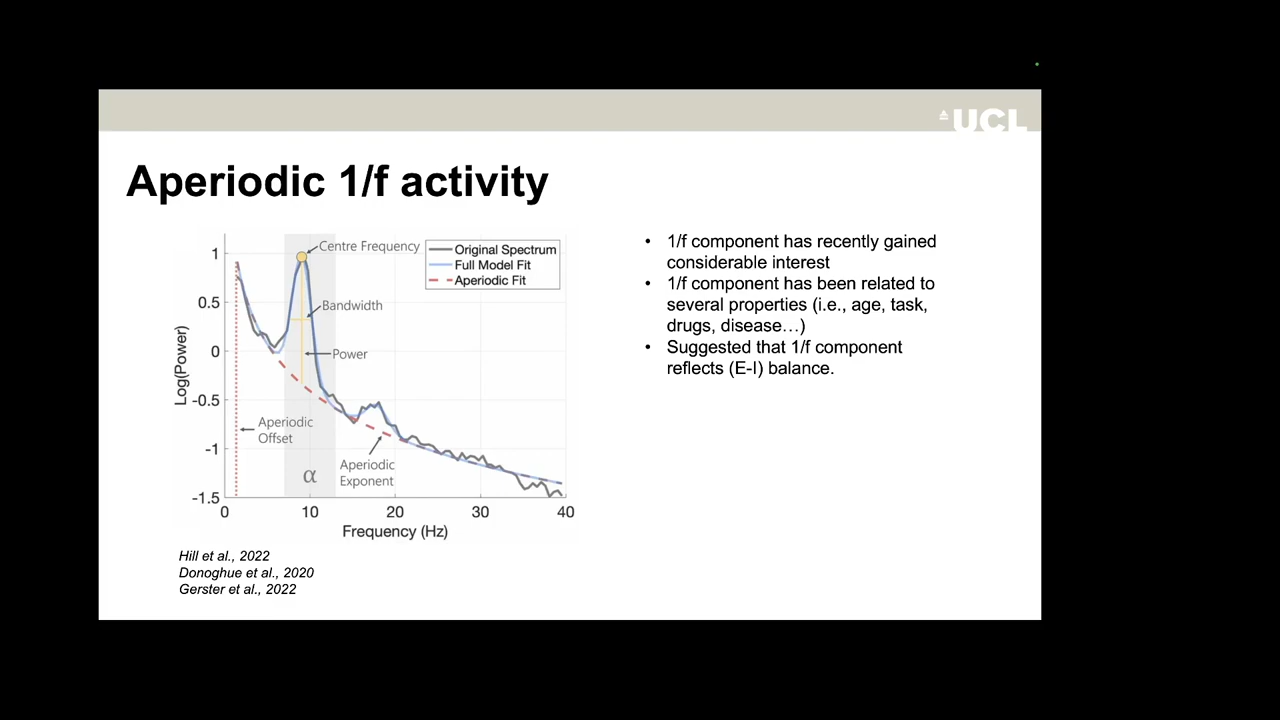 UCL
Aperiodic 1/f activity
Centre Frequency
Original Spectrum
Full Model Fit
Aperiodic Fit
Bandwidth
Power
Aperiodic
Offset
Aperiodic
Exponent
α
1
0.5
0
-0.5
-1
-1.5
Log(Power)
0 10 20 30 40
Frequency (Hz)
Hill et al., 2022
Donoghue et al., 2020
Gerster et al., 2022
• 1/f component has recently gained
considerable interest
• 1/f component has been related to
several properties (i.e., age, task,
drugs, disease…)
• Suggested that 1/f component
reflects (E-I) balance.